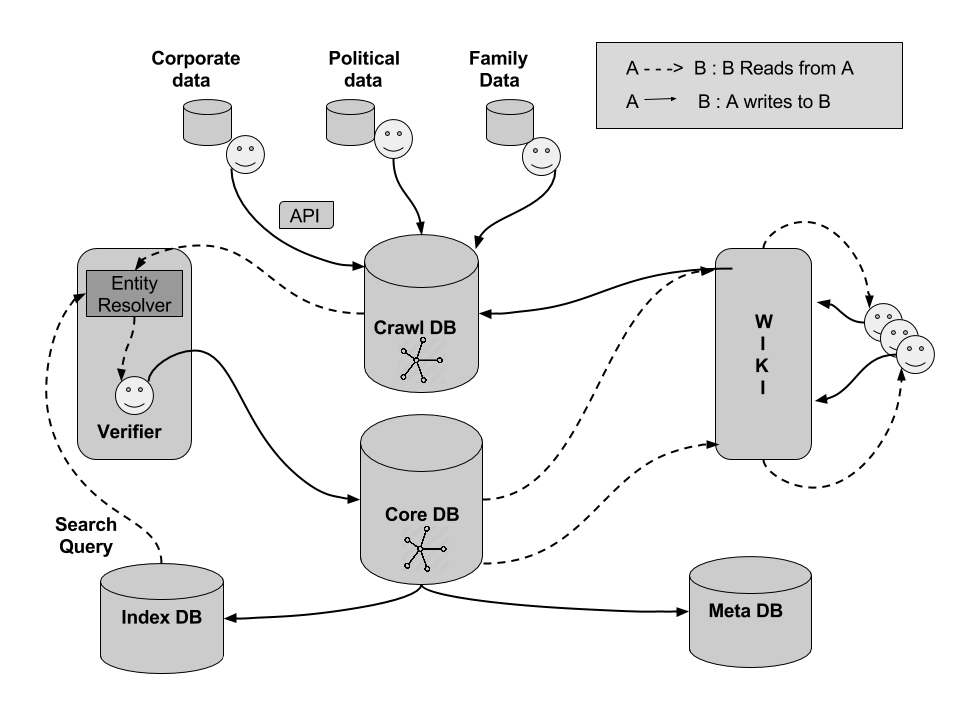 Corporate
data
Political
data
Family
Data
A - - -> B : B Reads from A
A B : A writes to B
API
Entity
Resolver
Crawl DB
W
I
K
I
Verifier
Core DB
Search
Query
Index DB
Meta DB